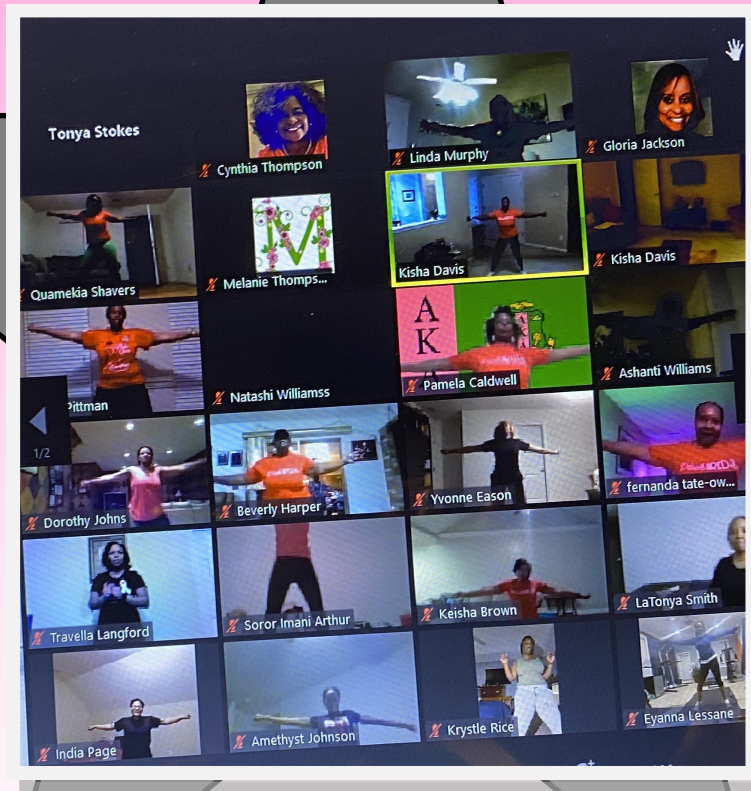 Tonya Stokes
Cynthia Thompson
Linda Murphy
Gloria Jackson
Quamekia Shavers
M
Melanie Thomps...
Kisha Davis
Kisha Davis
Pittman
Natashi Williamss
AK
Pamela Caldwell
Ashanti Williams
1/2
Dorothy Johns
Beverly Harper
Yvonne Eason
fernanda tate-ow...
Travella Langford
Soror Imani Arthur
Keisha Brown
LaTonya Smith
India Page
Amethyst Johnson
Krystle Rice
Eyanna Lessane